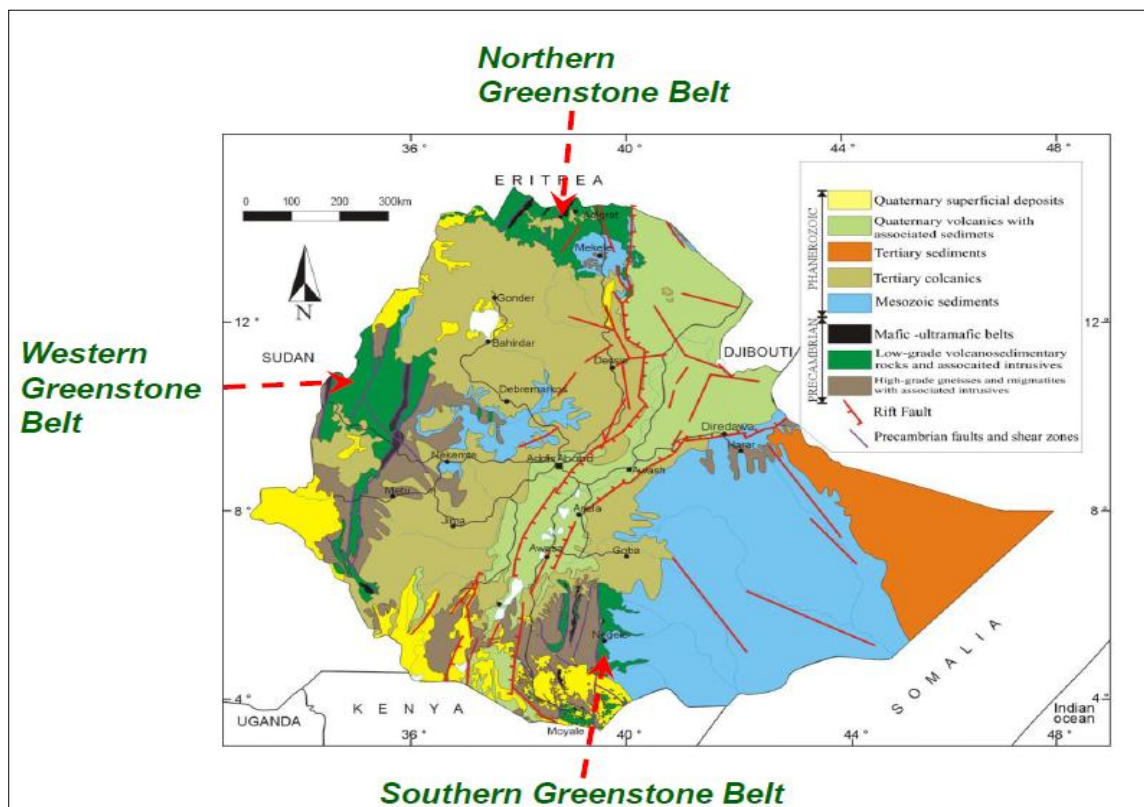 Northern
Greenstone Belt
36 °
40 °
44 °
48 °
ERITREA
0 100 200 300km
Adigrat
Mekele
N
Gonder
12 °
12 °
Bahirdar
SUDAN
Western
Greenstone
Belt
Dessie
DJIBOUTI
Debremarkos
Diredawa
Harar
Nekemte
Addis Ababa
Awash
Metu
8 °
8
Jima
Asela
Awasa
Goba
Negele
4 °
4 °
UGANDA
KENYA
Moyale
SOMALIA
Indian
ocean
36 °
40 °
44 °
48 °
PHANEROZOIC
Quaternary superficial deposits
Quaternary volcanics with
associated sedimets
Tertiary sediments
Tertiary colcanics
Mesozoic sediments
PRECAMBRIAN
Mafic -ultramafic belts
Low-grade volcanosedimentary
rocks and assocaited intrusives
High-grade gneisses and migmatites
with associated intrusives
Rift Fault
Precambrian faults and shear zones
Southern Greenstone Belt